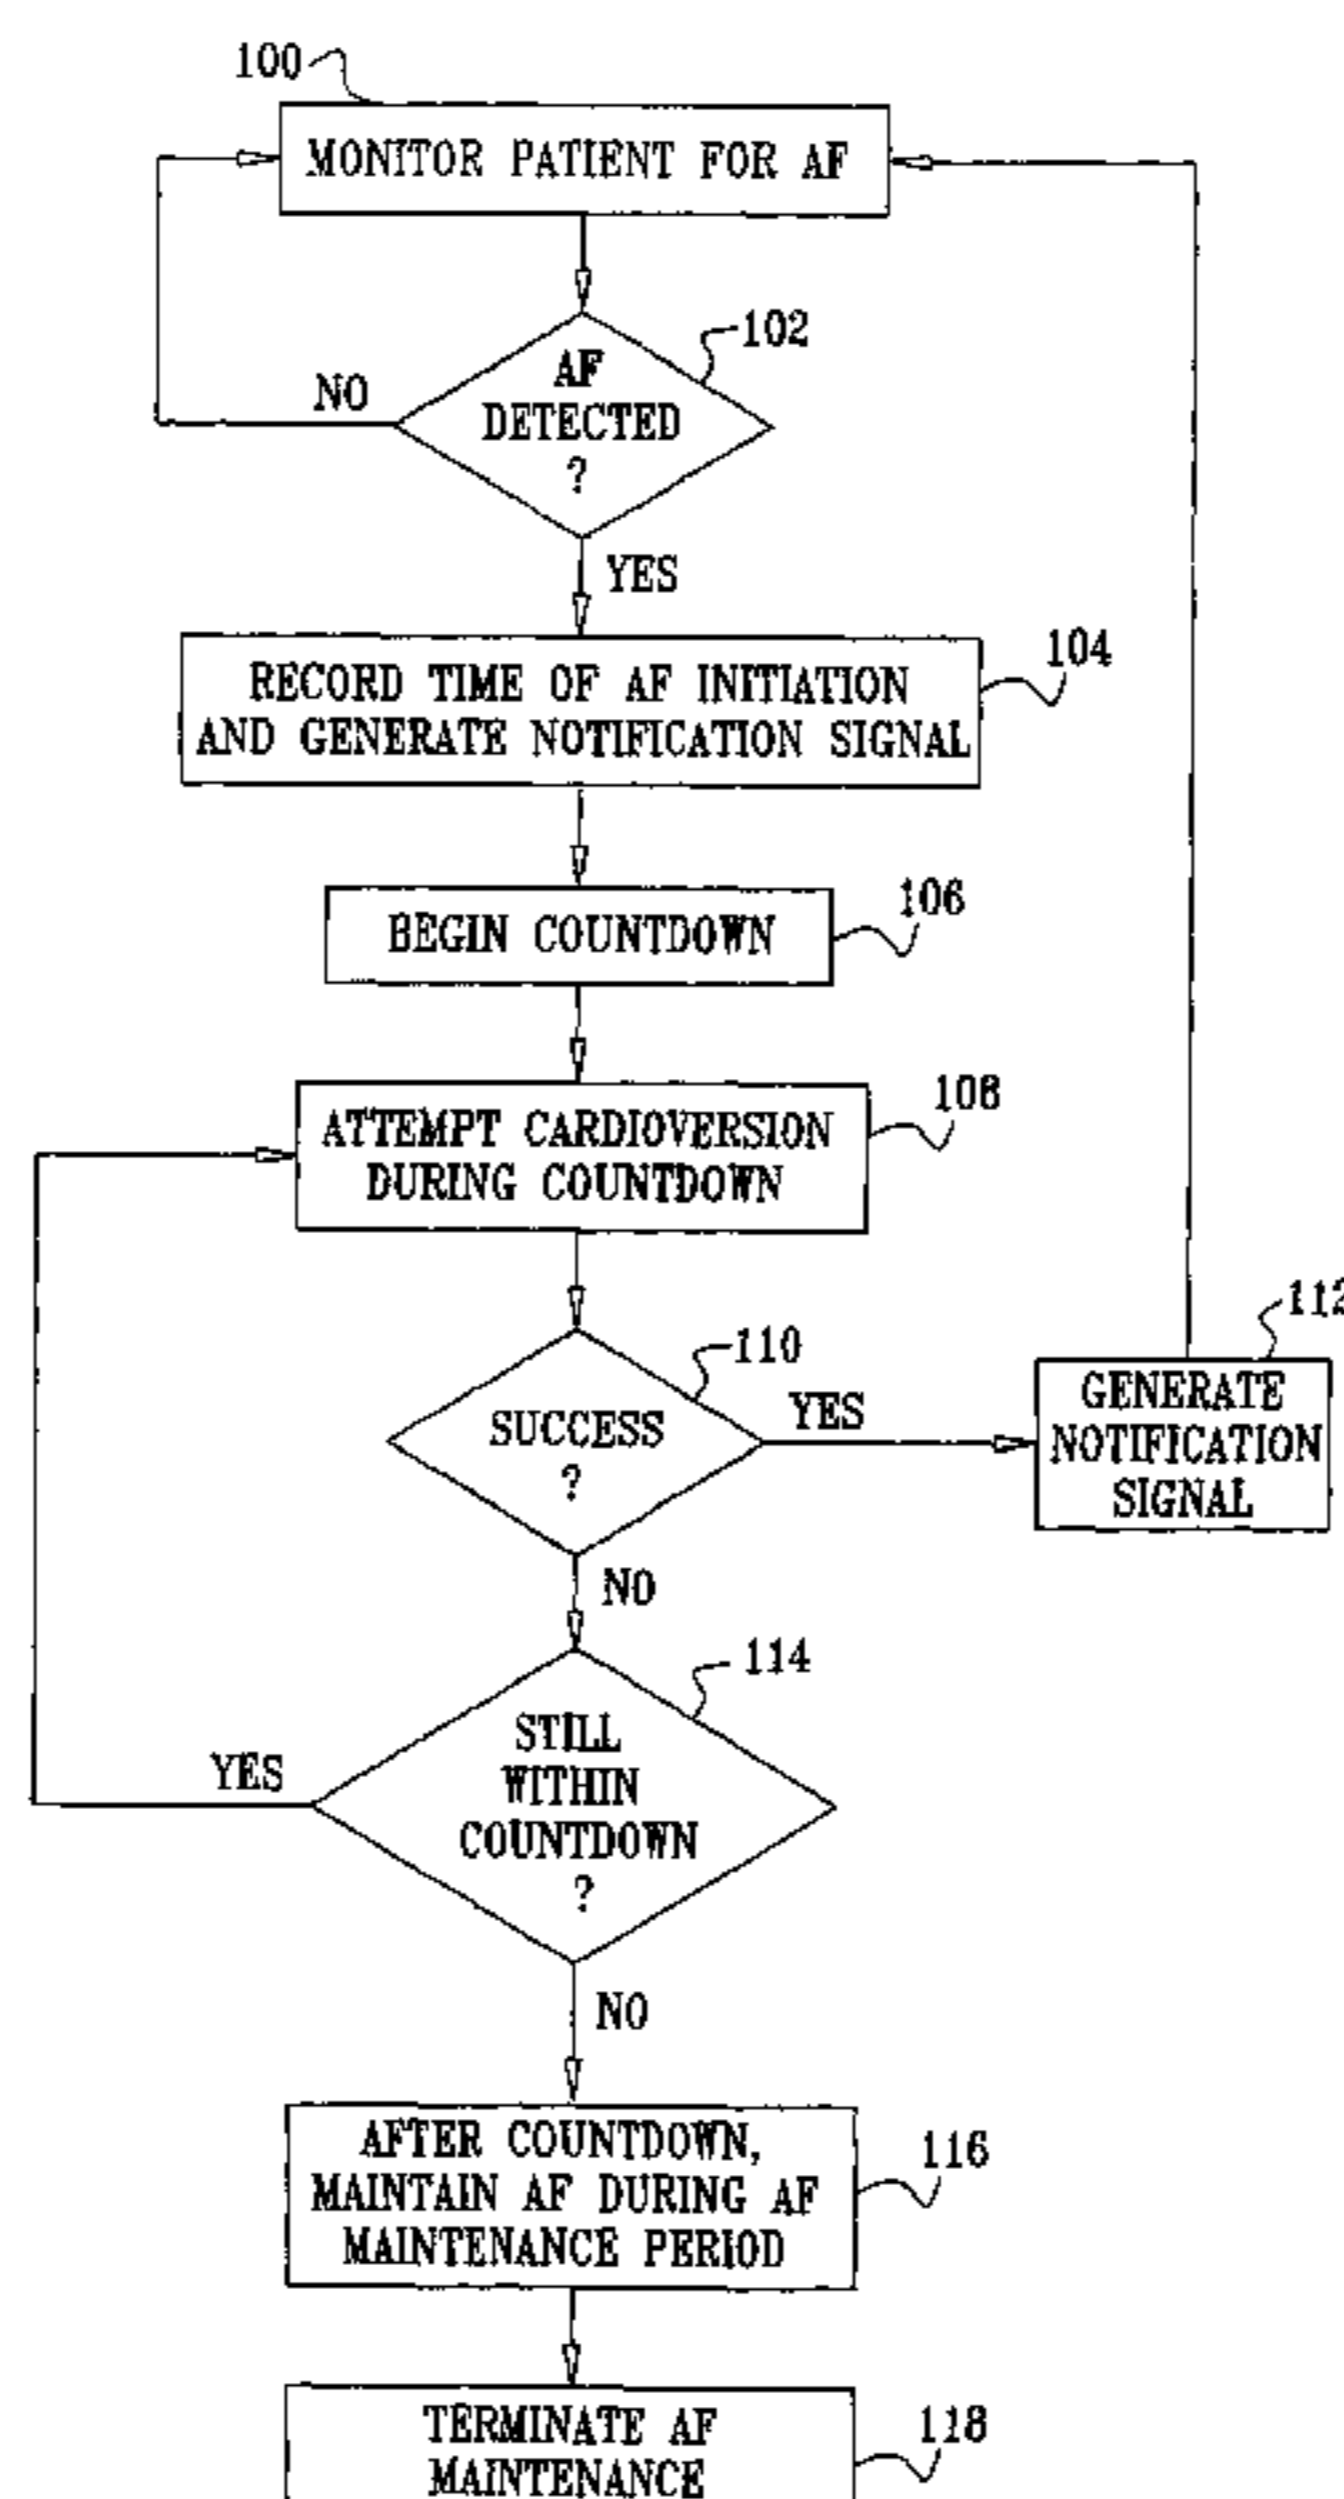 100
MONITOR PATIENT FOR AF
102
AF
DETECTED
?
NO
YES
104
RECORD TIME OF AF INITIATION
AND GENERATE NOTIFICATION SIGNAL
106
BEGIN COUNTDOWN
108
ATTEMPT CARDIOVERSION
DURING COUNTDOWN
110
SUCCESS
?
YES
112
GENERATE
NOTIFICATION
SIGNAL
NO
114
STILL
WITHIN
COUNTDOWN
?
YES
NO
116
AFTER COUNTDOWN,
MAINTAIN AF DURING AF
MAINTENANCE PERIOD
118
TERMINATE AF
MAINTENANCE